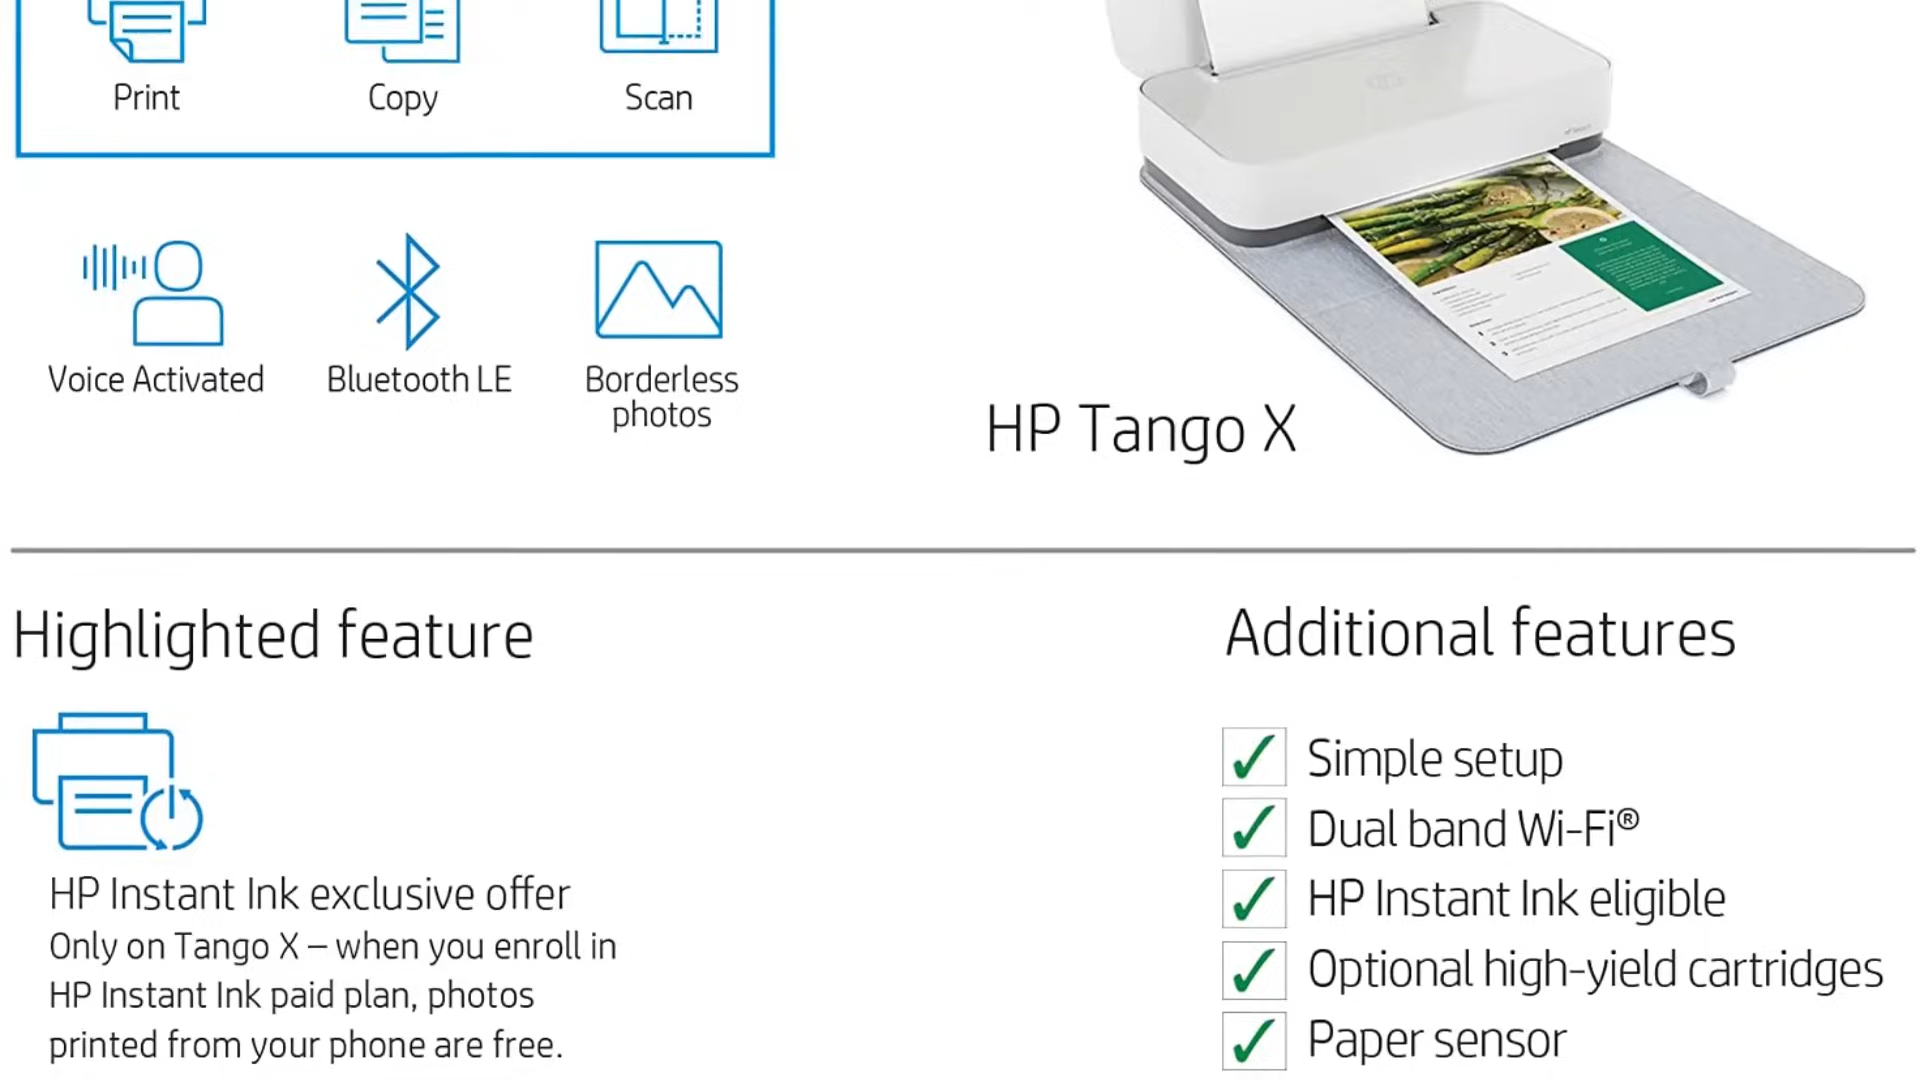 Print
Copy
Scan
Voice Activated
Bluetooth LE
Borderless
photos
HP Tango X
Highlighted feature
HP Instant Ink exclusive offer
Only on Tango X – when you enroll in
HP Instant Ink paid plan, photos
printed from your phone are free.
Additional features
Simple setup
Dual band Wi-Fi®
HP Instant Ink eligible
Optional high-yield cartridges
Paper sensor